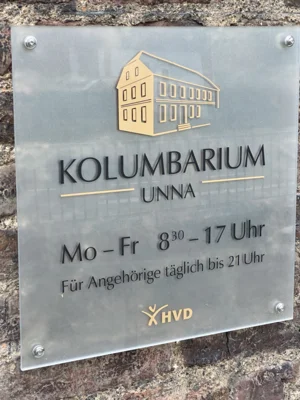 KOLUMBARIUM
UNNA
Mo – Fr 8³⁰ – 17 Uhr
Für Angehörige täglich bis 21 Uhr
HVD